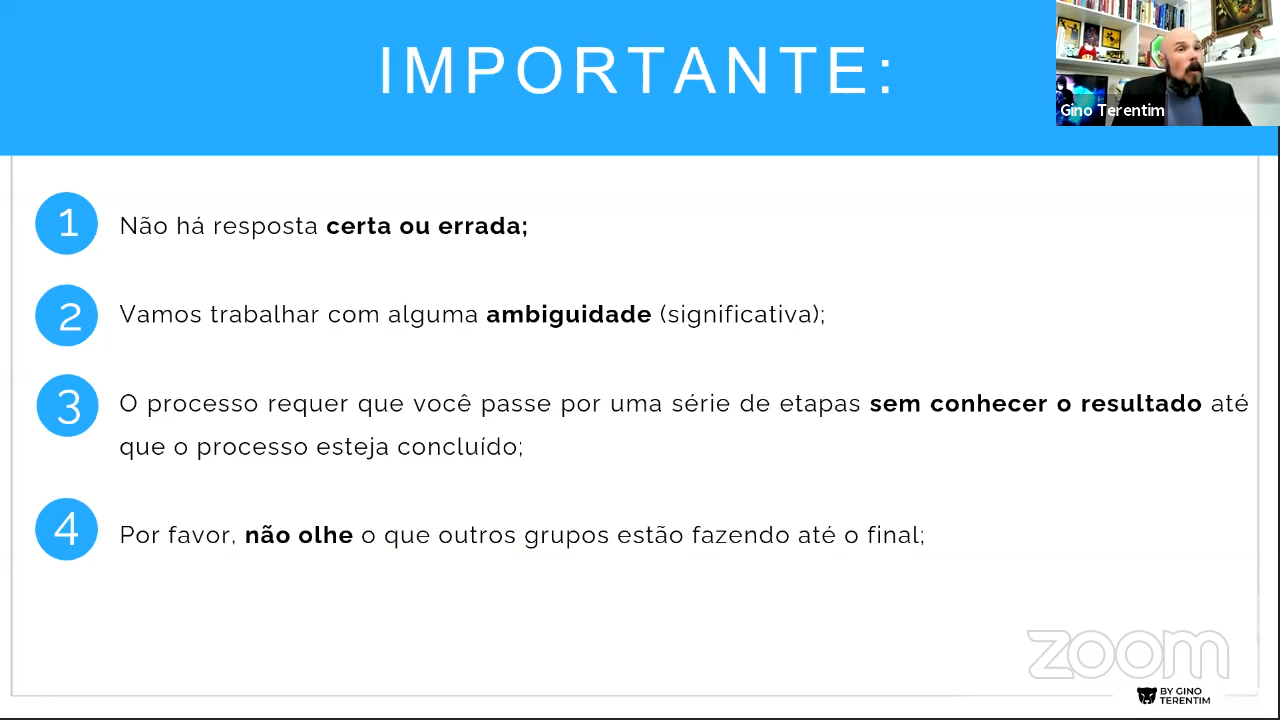 IMPORTANTE:
Gino Terentim
1 Não há resposta certa ou errada;
2 Vamos trabalhar com alguma ambiguidade (significativa);
3 O processo requer que você passe por uma série de etapas sem conhecer o resultado até
que o processo esteja concluído;
4 Por favor, não olhe o que outros grupos estão fazendo até o final;
zoom
BY GINO
TERENTIM